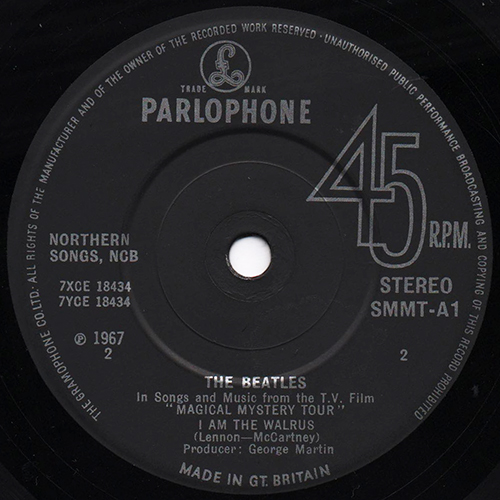 THE GRAMOPHONE CO. LTD. ALL RIGHTS OF THE MANUFACTURER AND OF THE OWNER OF THE RECORDED WORK RESERVED · UNAUTHORISED PUBLIC PERFORMANCE BROADCASTING AND COPYING OF THIS RECORD PROHIBITED
£
TRADE MARK
PARLOPHONE
45 R.P.M.
NORTHERN
SONGS, NCB
7XCE 18434
7YCE 18434
Ⓟ 1967
2
STEREO
SMMT-A1
2
THE BEATLES
In Songs and Music from the T.V. Film
"MAGICAL MYSTERY TOUR"
I AM THE WALRUS
(Lennon—McCartney)
Producer: George Martin
MADE IN GT. BRITAIN